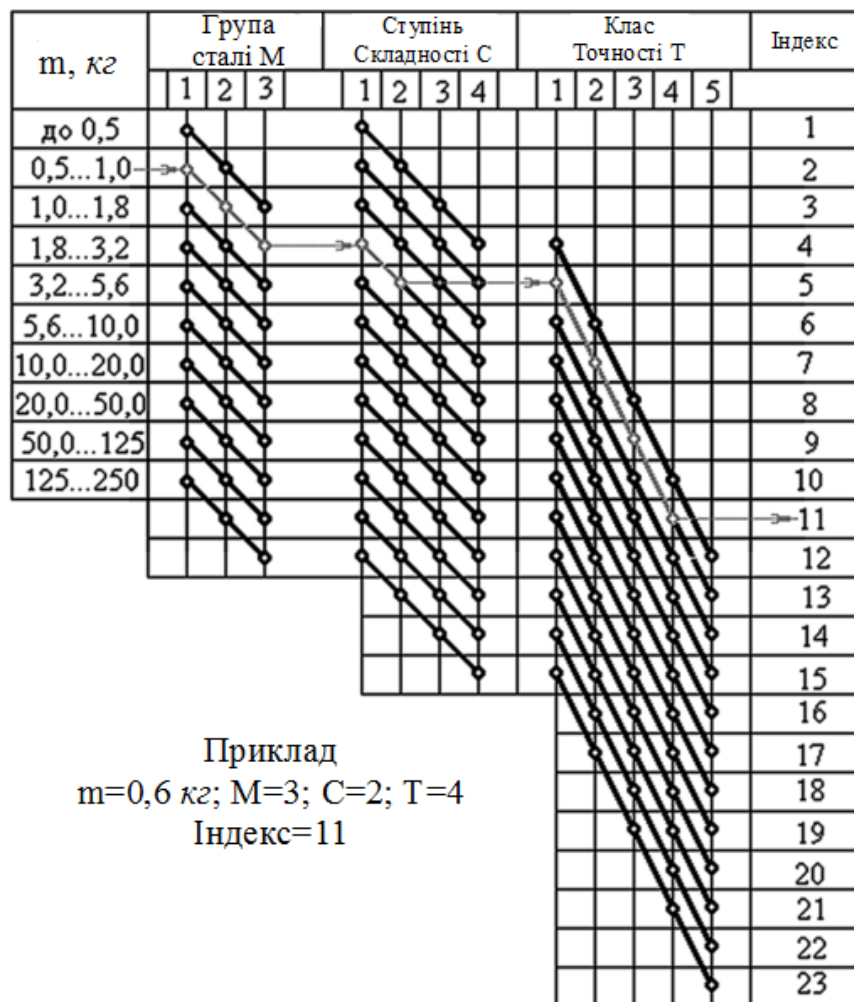 m, кг
Група сталі М
Ступінь Складності С
Клас Точності Т
Індекс
1 2 3
1 2 3 4
1 2 3 4 5
до 0,5 1
0,5...1,0 2
1,0...1,8 3
1,8...3,2 4
3,2...5,6 5
5,6...10,0 6
10,0...20,0 7
20,0...50,0 8
50,0...125 9
125...250 10
11
12
13
14
15
16
17
18
19
20
21
22
23
Приклад
m=0,6 кг; М=3; С=2; Т=4
Індекс=11